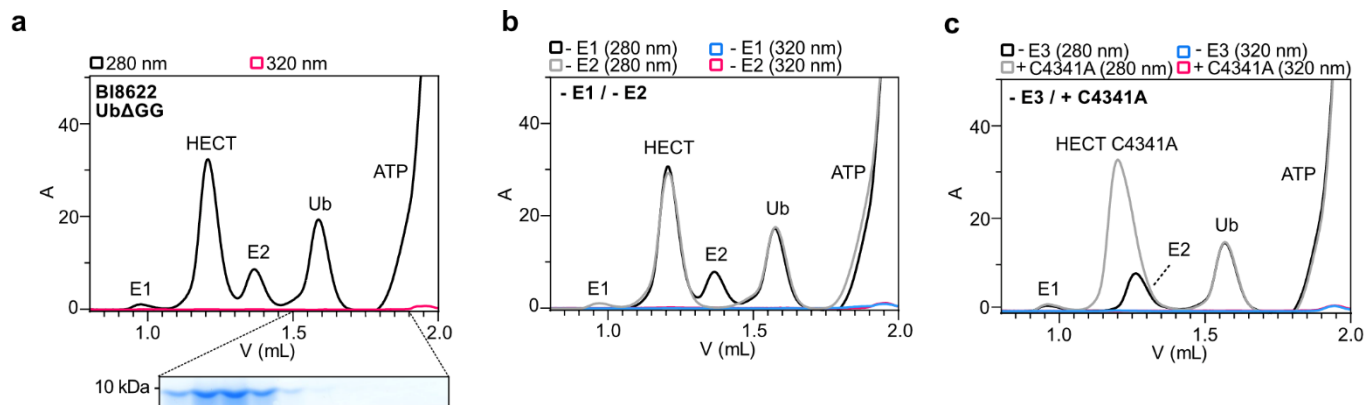 a
280 nm 320 nm
BI8622
UbΔGG
HECT
E2
Ub
E1
ATP
A
40
20
0
1.0 1.5 2.0
V (mL)
10 kDa
b
- E1 (280 nm) - E1 (320 nm)
- E2 (280 nm) - E2 (320 nm)
- E1 / - E2
HECT
E2
Ub
E1
ATP
A
40
20
0
1.0 1.5 2.0
V (mL)
c
- E3 (280 nm) - E3 (320 nm)
+ C4341A (280 nm) + C4341A (320 nm)
- E3 / + C4341A
HECT C4341A
E2
Ub
E1
ATP
A
40
20
0
1.0 1.5 2.0
V (mL)